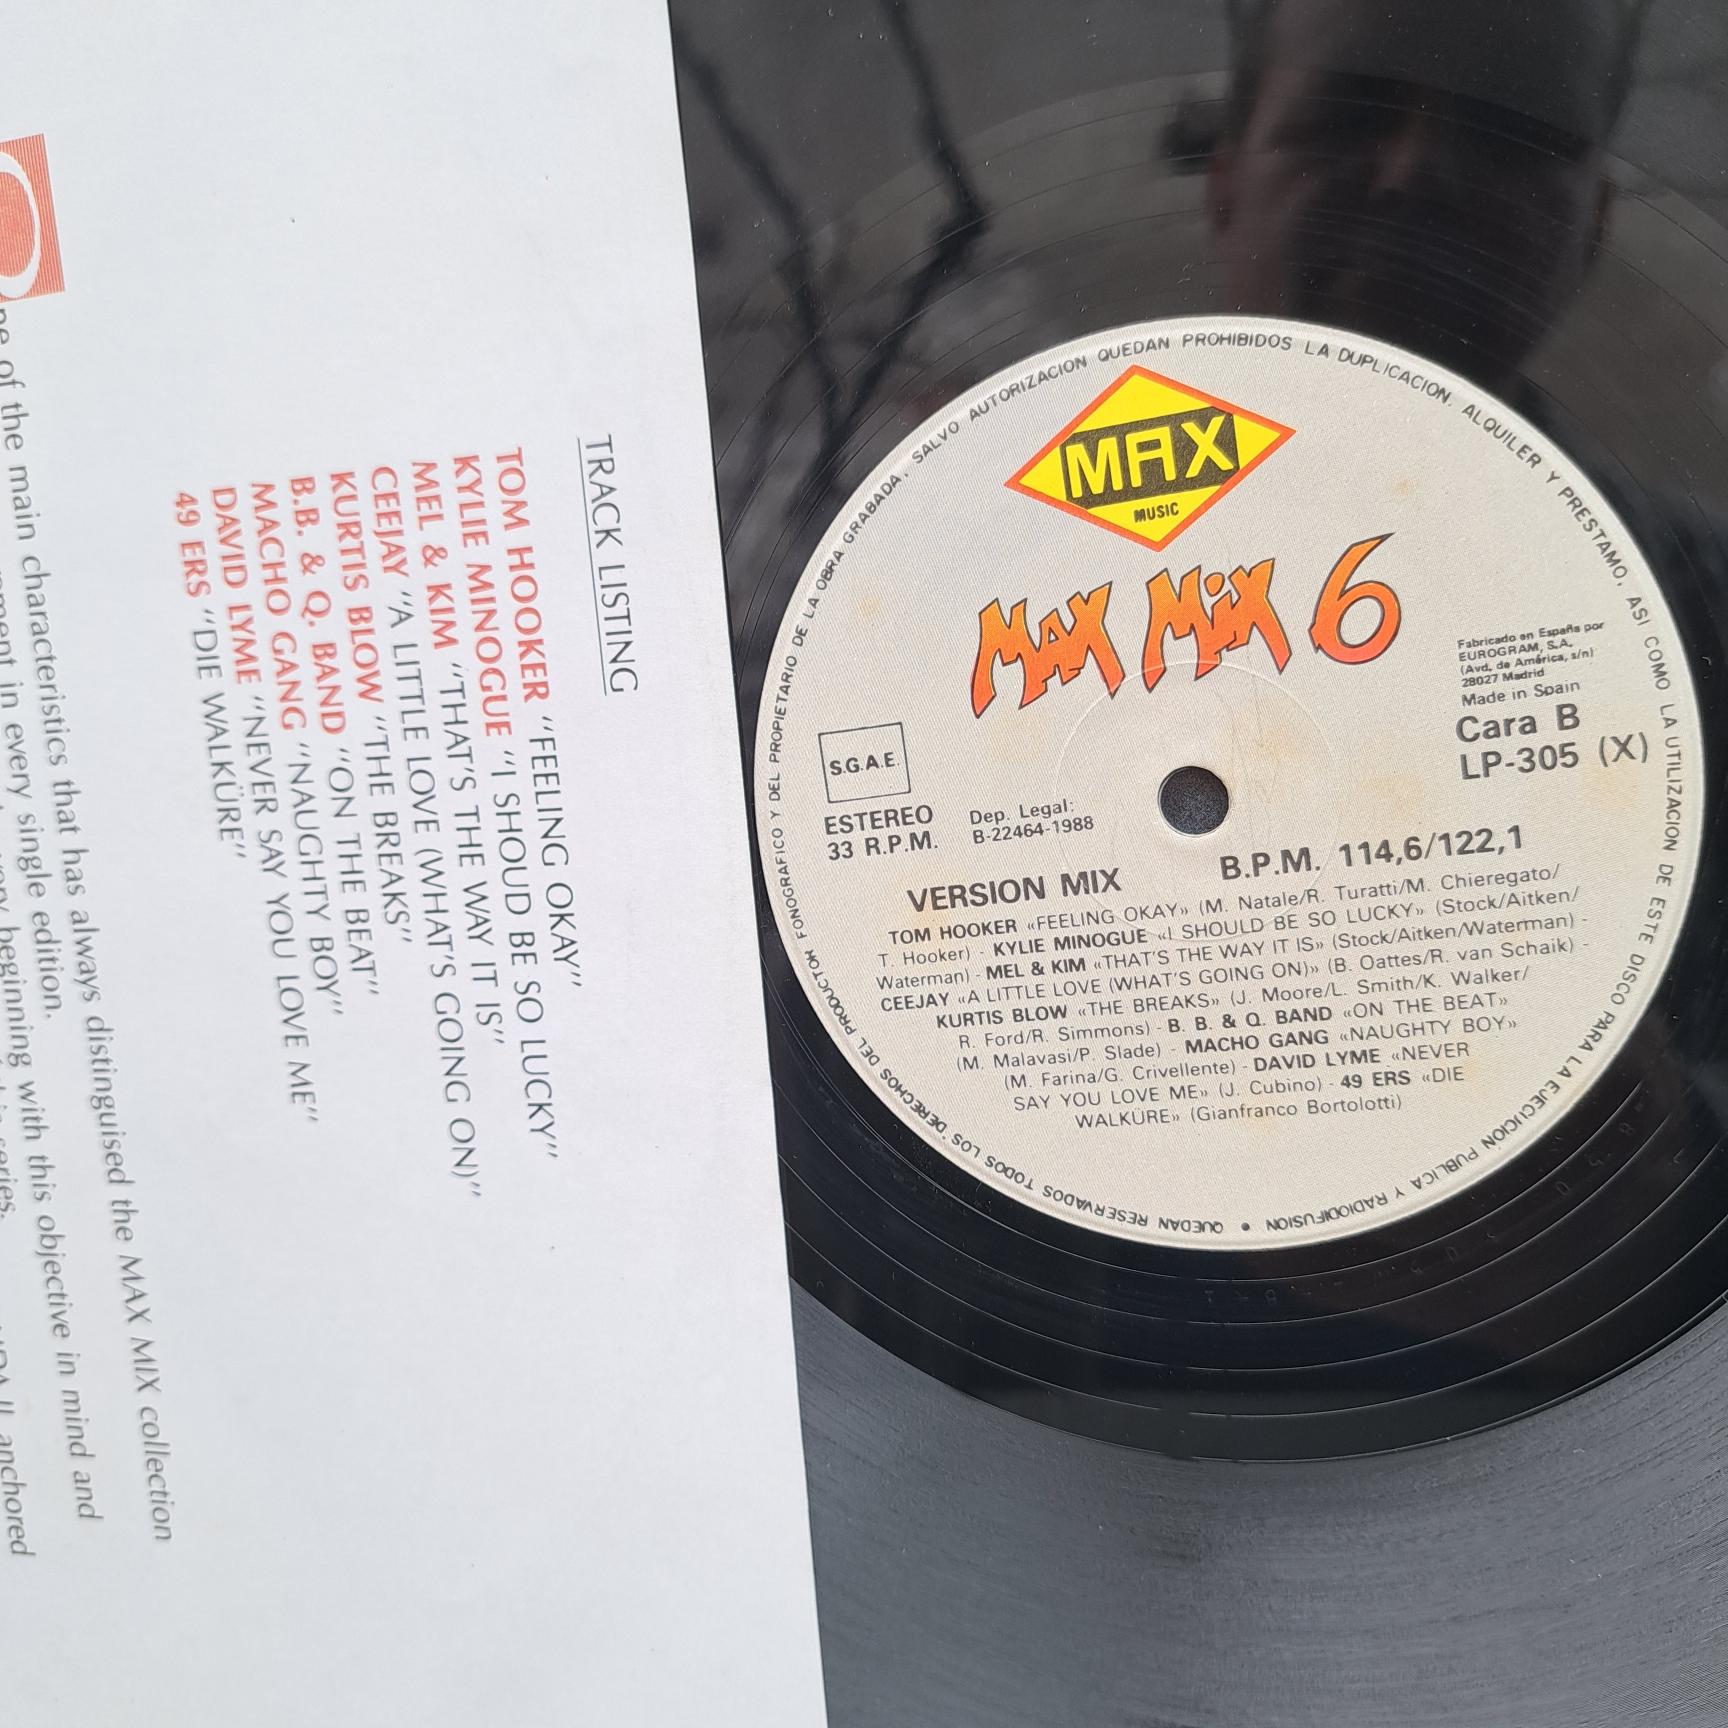 TRACK LISTING
TOM HOOKER "FEELING OKAY"
KYLIE MINOGUE "I SHOUD BE SO LUCKY"
MEL & KIM "THAT'S THE WAY IT IS"
CEEJAY "A LITTLE LOVE (WHAT'S GOING ON)"
KURTIS BLOW "THE BREAKS"
B.B. & Q. BAND "ON THE BEAT"
MACHO GANG "NAUGHTY BOY"
DAVID LYME "NEVER SAY YOU LOVE ME"
49 ERS "DIE WALKÜRE"
One of the main characteristics that has always distinguised the MAX MIX collection
in every single edition.
beginning with this objective in mind and
series.
II anchored
QUEDAN RESERVADOS TODOS LOS DERECHOS DEL PRODUCTOR FONOGRAFICO Y DEL PROPIETARIO DE LA OBRA GRABADA. SALVO AUTORIZACION QUEDAN PROHIBIDOS LA DUPLICACION. ALQUILER Y PRESTAMO, ASI COMO LA UTILIZACION DE ESTE DISCO PARA LA EJECUCION PUBLICA Y RADIODIFUSION •
MAX
MUSIC
MAX MIX 6
Fabricado en España por
EUROGRAM, S.A.
(Avd. de América, s/n)
28027 Madrid
Made in Spain
Cara B
LP-305 (X)
S.G.A.E.
ESTEREO
33 R.P.M.
Dep. Legal:
B-22464-1988
VERSION MIX B.P.M. 114,6/122,1
TOM HOOKER «FEELING OKAY» (M. Natale/R. Turatti/M. Chieregato/
T. Hooker) - KYLIE MINOGUE «I SHOULD BE SO LUCKY» (Stock/Aitken/
Waterman) - MEL & KIM «THAT'S THE WAY IT IS» (Stock/Aitken/Waterman) -
CEEJAY «A LITTLE LOVE (WHAT'S GOING ON)» (B. Oattes/R. van Schaik) -
KURTIS BLOW «THE BREAKS» (J. Moore/L. Smith/K. Walker/
R. Ford/R. Simmons) - B. B. & Q. BAND «ON THE BEAT»
(M. Malavasi/P. Slade) - MACHO GANG «NAUGHTY BOY»
(M. Farina/G. Crivellente) - DAVID LYME «NEVER
SAY YOU LOVE ME» (J. Cubino) - 49 ERS «DIE
WALKÜRE» (Gianfranco Bortolotti)